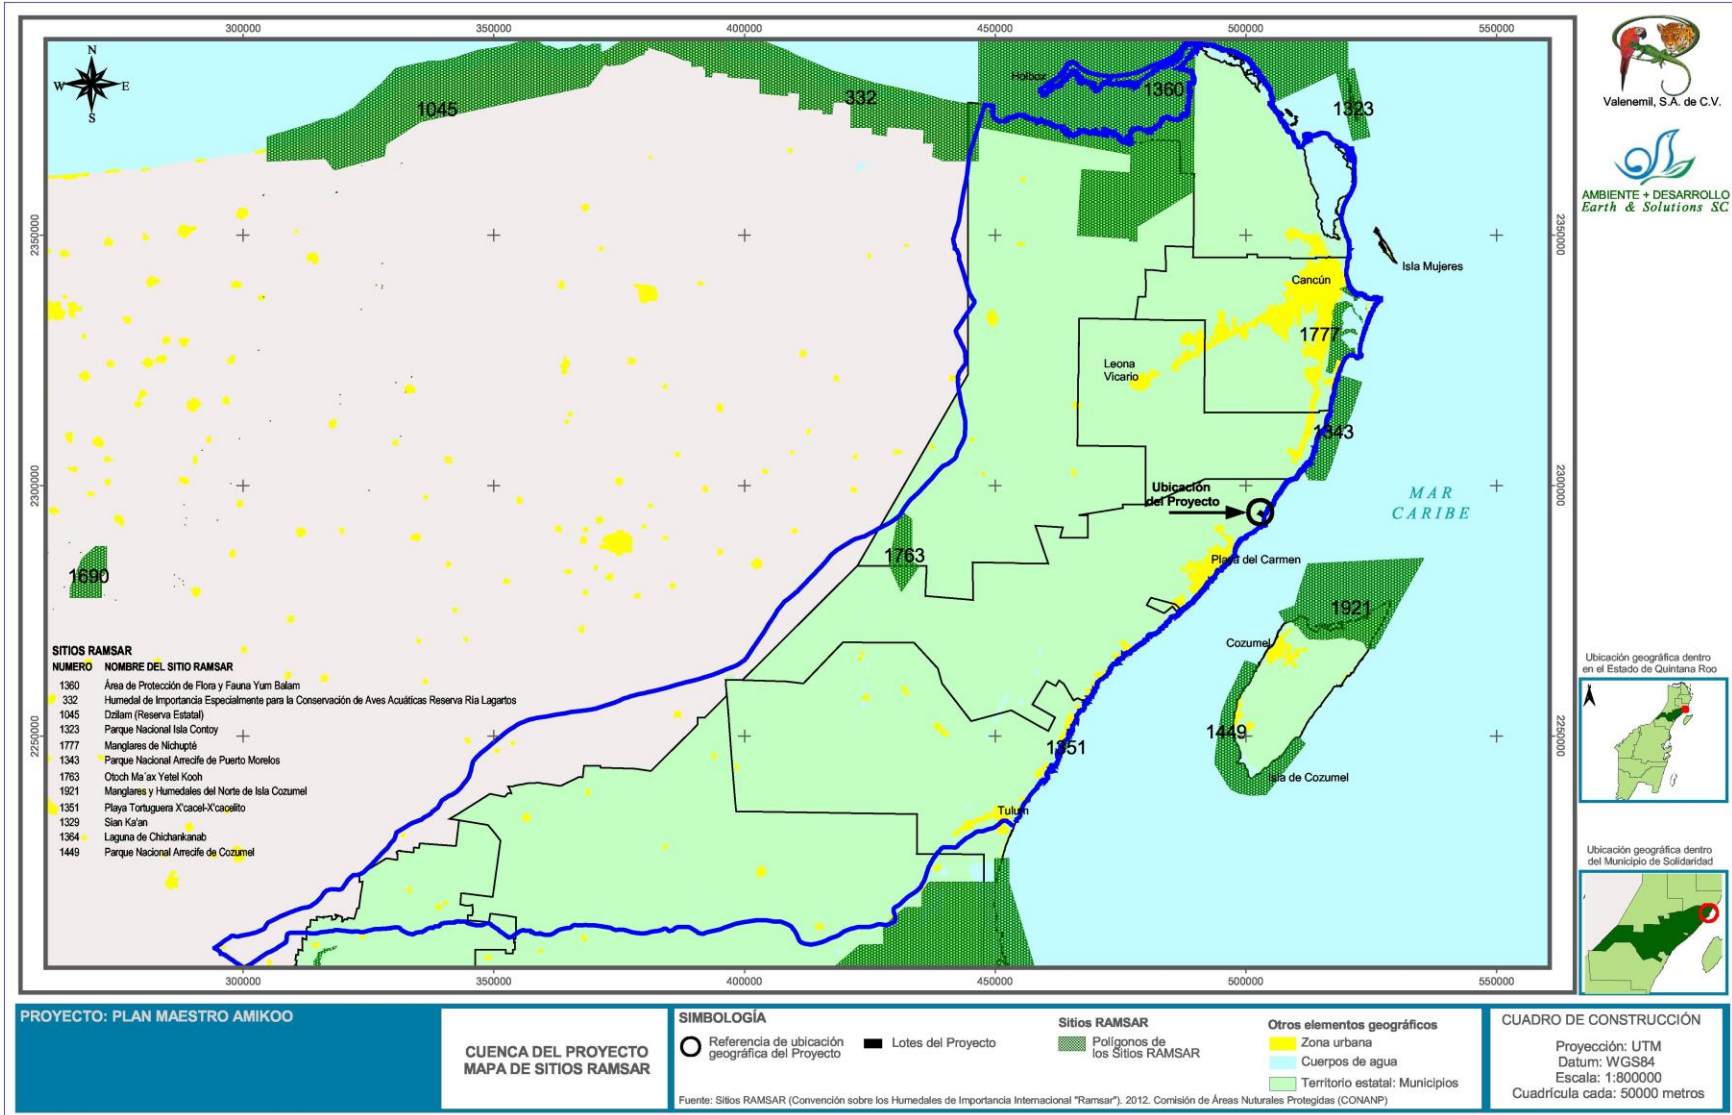 300000
350000
400000
450000
500000
550000
N
W
E
S
Holbox
1360
1045
332
1323
Valenemil, S.A. de C.V.
AMBIENTE + DESARROLLO
Earth & Solutions SC
2350000
2350000
Isla Mujeres
Cancún
1777
Leona
Vicario
1343
2300000
2300000
Ubicación
del Proyecto
MAR
CARIBE
1763
Playa del Carmen
1690
1921
Cozumel
SITIOS RAMSAR
NUMERO NOMBRE DEL SITIO RAMSAR
1360 Área de Protección de Flora y Fauna Yum Balam
332 Humedal de Importancia Especialmente para la Conservación de Aves Acuáticas Reserva Ría Lagartos
1045 Dzilam (Reserva Estatal)
1323 Parque Nacional Isla Contoy
1777 Manglares de Nichupté
1343 Parque Nacional Arrecife de Puerto Morelos
1763 Otoch Ma´ax Yetel Kooh
1921 Manglares y Humedales del Norte de Isla Cozumel
1351 Playa Tortuguera X'cacel-X'cacelito
1329 Sian Ka'an
1364 Laguna de Chichankanab
1449 Parque Nacional Arrecife de Cozumel
2250000
2250000
1449
1351
Isla de Cozumel
Tulum
Ubicación geográfica dentro
en el Estado de Quintana Roo
Ubicación geográfica dentro
del Municipio de Solidaridad
300000
350000
400000
450000
500000
550000
PROYECTO: PLAN MAESTRO AMIKOO
CUENCA DEL PROYECTO
MAPA DE SITIOS RAMSAR
SIMBOLOGÍA
Referencia de ubicación
geográfica del Proyecto
Lotes del Proyecto
Sitios RAMSAR
Polígonos de
los Sitios RAMSAR
Otros elementos geográficos
Zona urbana
Cuerpos de agua
Territorio estatal: Municipios
Fuente: Sitios RAMSAR (Convención sobre los Humedales de Importancia Internacional "Ramsar"). 2012. Comisión de Áreas Nuturales Protegidas (CONANP)
CUADRO DE CONSTRUCCIÓN
Proyección: UTM
Datum: WGS84
Escala: 1:800000
Cuadrícula cada: 50000 metros